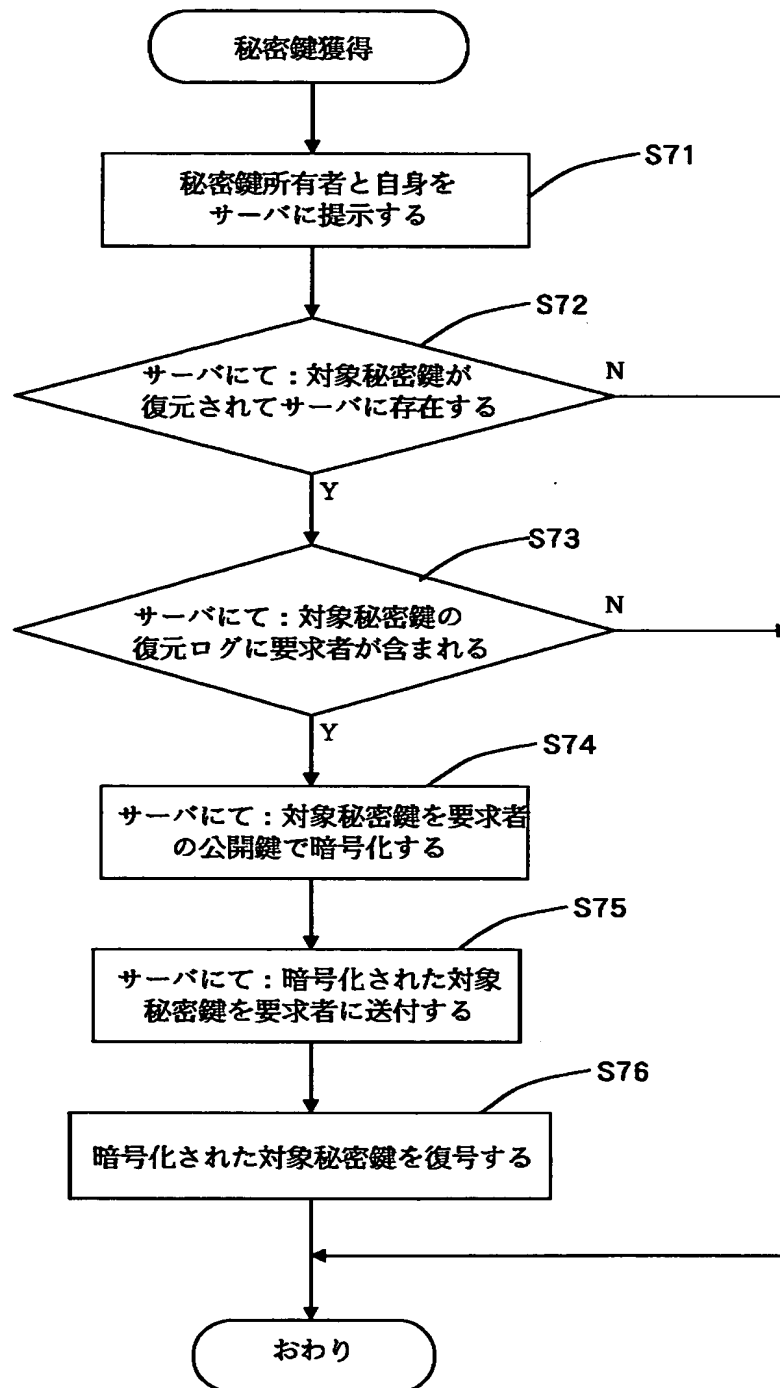 秘密鍵獲得
S71
秘密鍵所有者と自身を
サーバに提示する
S72
サーバにて：対象秘密鍵が
復元されてサーバに存在する
N
Y
S73
サーバにて：対象秘密鍵の
復元ログに要求者が含まれる
N
Y
S74
サーバにて：対象秘密鍵を要求者
の公開鍵で暗号化する
S75
サーバにて：暗号化された対象
秘密鍵を要求者に送付する
S76
暗号化された対象秘密鍵を復号する
おわり